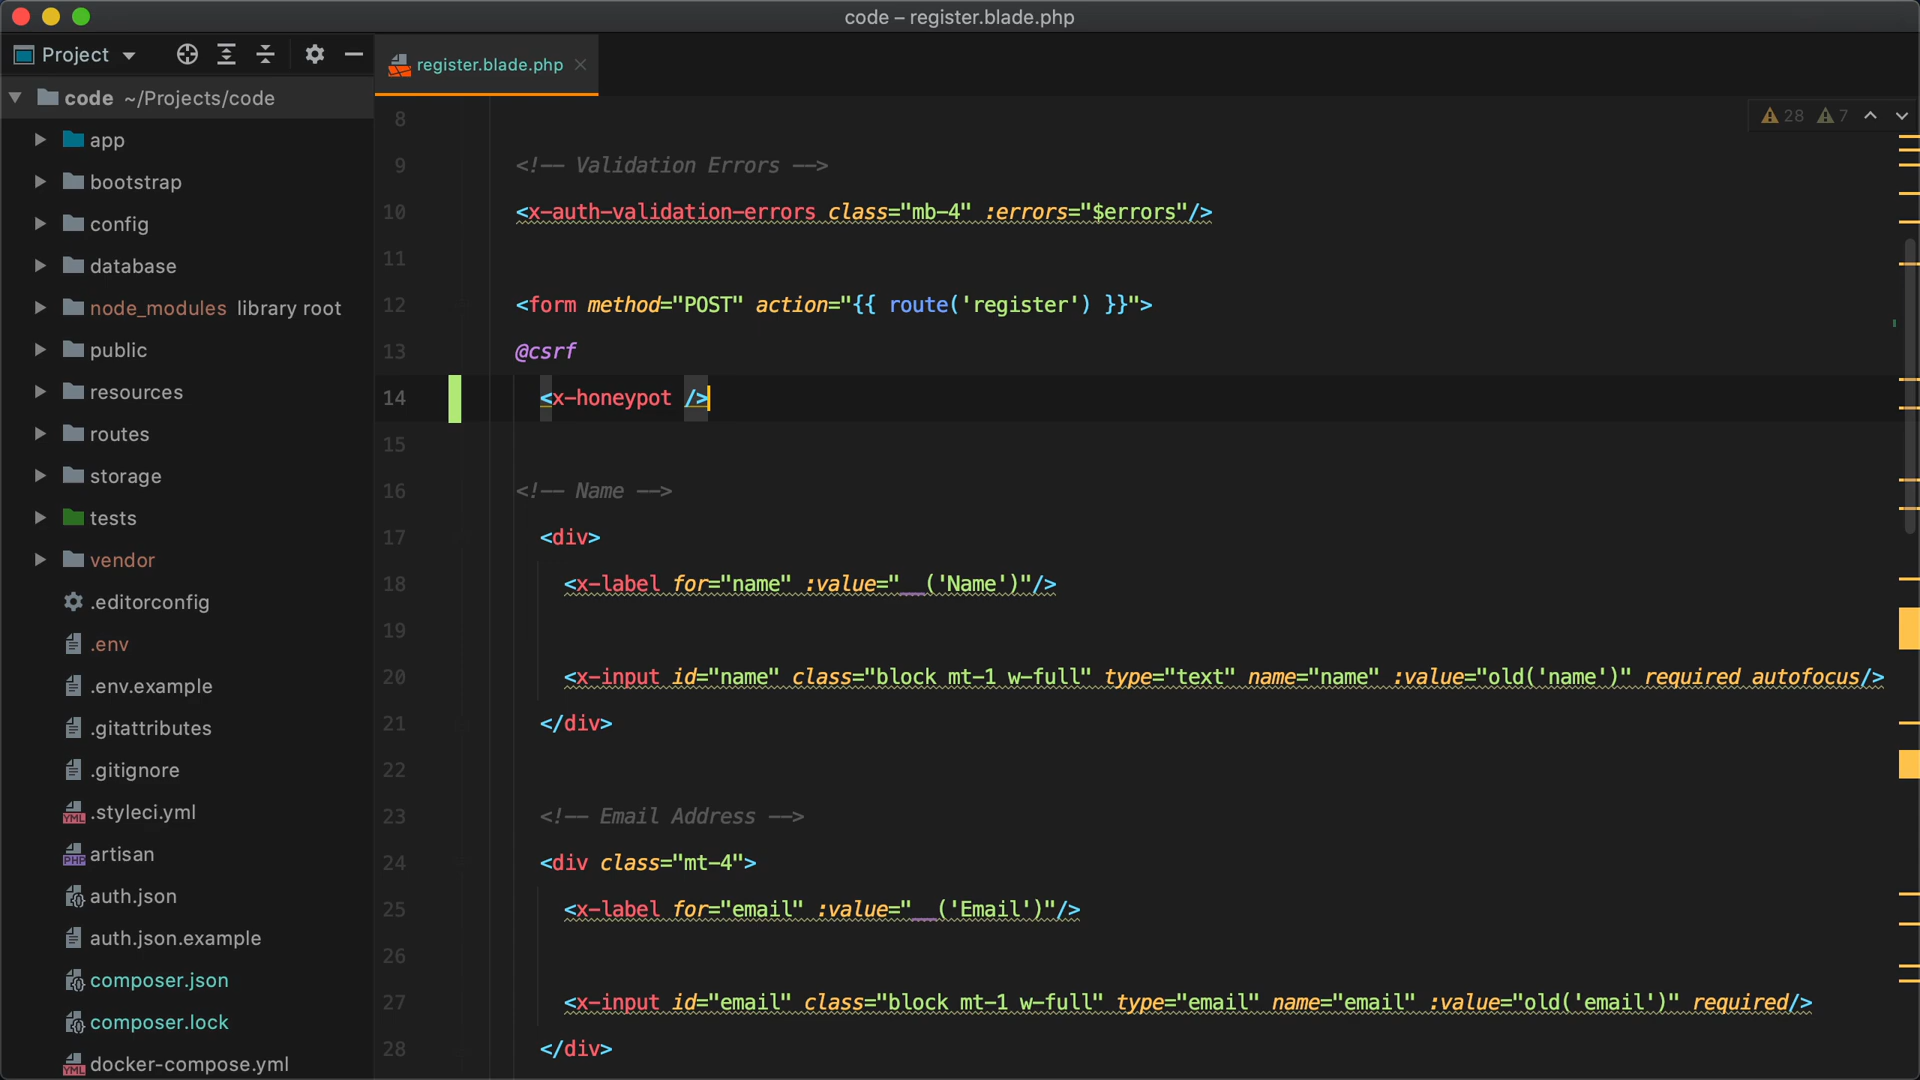 code – register.blade.php
Project
register.blade.php
code ~/Projects/code
app
bootstrap
config
database
node_modules library root
public
resources
routes
storage
tests
vendor
.editorconfig
.env
.env.example
.gitattributes
.gitignore
.styleci.yml
artisan
auth.json
auth.json.example
composer.json
composer.lock
docker-compose.yml
28 7
8
9 <!-- Validation Errors -->
10 <x-auth-validation-errors class="mb-4" :errors="$errors"/>
11
12 <form method="POST" action="{{ route('register') }}">
13 @csrf
14 <x-honeypot />
15
16 <!-- Name -->
17 <div>
18 <x-label for="name" :value="__('Name')"/>
19
20 <x-input id="name" class="block mt-1 w-full" type="text" name="name" :value="old('name')" required autofocus/>
21 </div>
22
23 <!-- Email Address -->
24 <div class="mt-4">
25 <x-label for="email" :value="__('Email')"/>
26
27 <x-input id="email" class="block mt-1 w-full" type="email" name="email" :value="old('email')" required/>
28 </div>